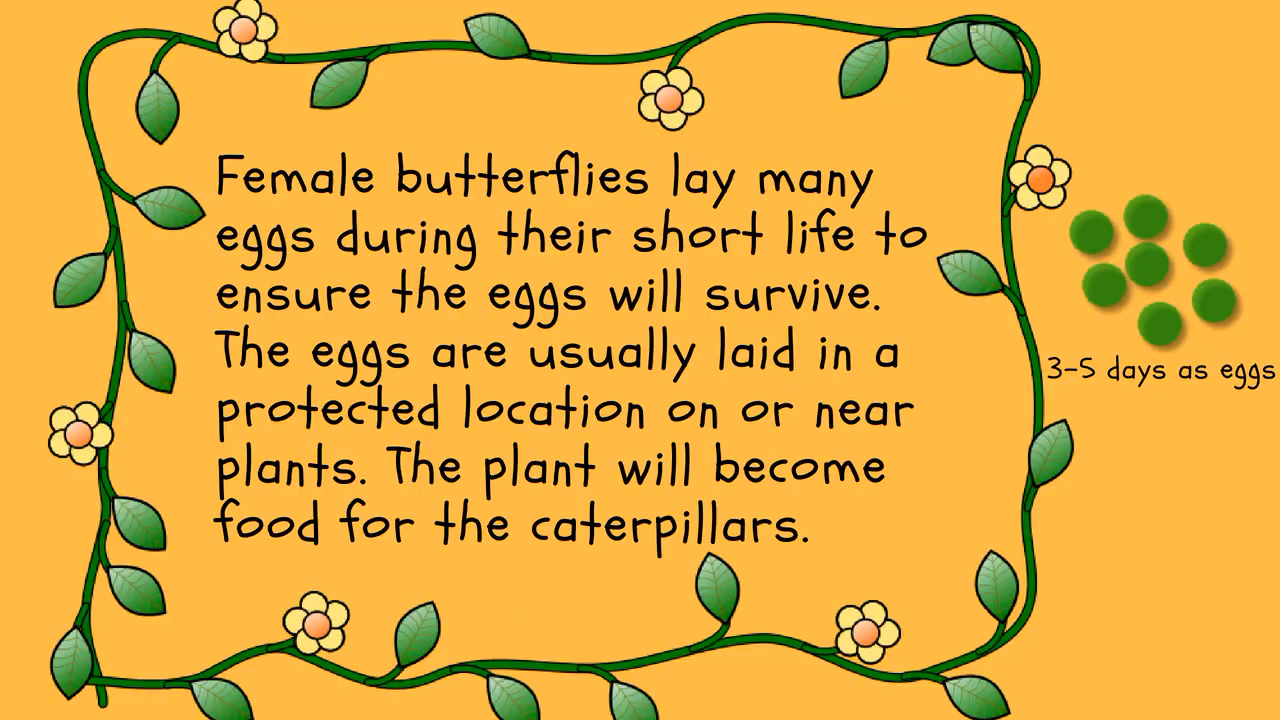 Female butterflies lay many
eggs during their short life to
ensure the eggs will survive.
The eggs are usually laid in a
protected location on or near
plants. The plant will become
food for the caterpillars.
3-5 days as eggs